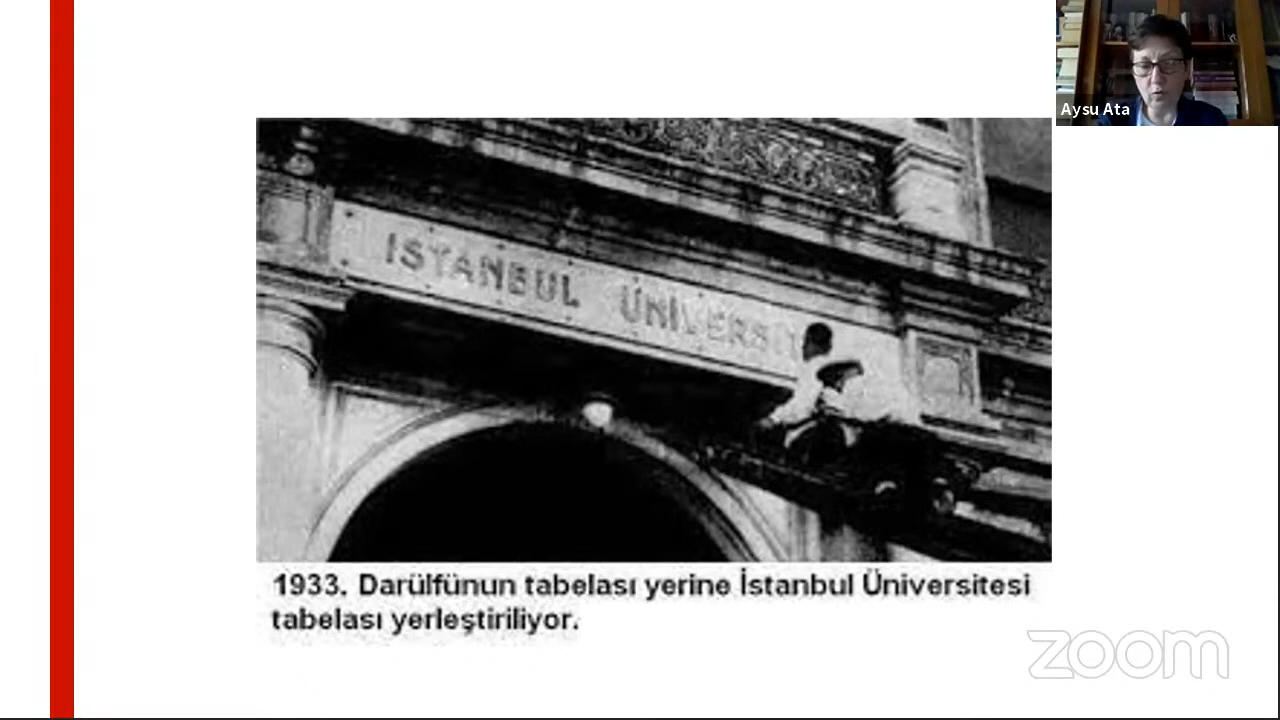 Aysu Ata
İSTANBUL ÜNİVERSİT
1933. Darülfünun tabelası yerine İstanbul Üniversitesi
tabelası yerleştiriliyor.
zoom